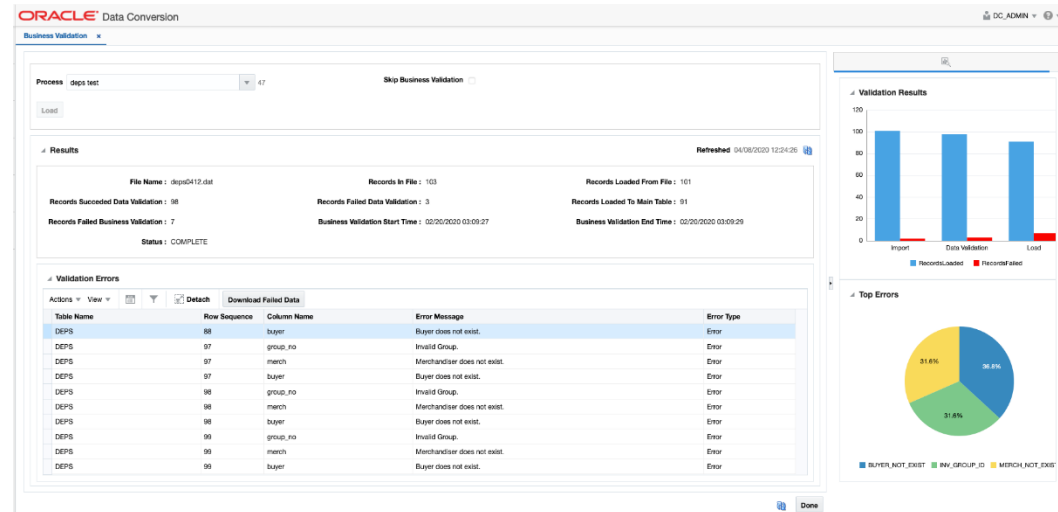 ORACLE® Data Conversion
DC_ADMIN
Business Validation x
Process deps test 47
Skip Business Validation
Load
Results
Refreshed 04/08/2020 12:24:26
File Name : deps0412.dat
Records In File : 103
Records Loaded From File : 101
Records Succeded Data Validation : 98
Records Failed Data Validation : 3
Records Loaded To Main Table : 91
Records Failed Business Validation : 7
Business Validation Start Time : 02/20/2020 03:09:27
Business Validation End Time : 02/20/2020 03:09:29
Status : COMPLETE
Validation Errors
Actions View Detach Download Failed Data
Table Name Row Sequence Column Name Error Message Error Type
DEPS 88 buyer Buyer does not exist. Error
DEPS 97 group_no Invalid Group. Error
DEPS 97 merch Merchandiser does not exist. Error
DEPS 97 buyer Buyer does not exist. Error
DEPS 98 group_no Invalid Group. Error
DEPS 98 merch Merchandiser does not exist. Error
DEPS 98 buyer Buyer does not exist. Error
DEPS 99 group_no Invalid Group. Error
DEPS 99 merch Merchandiser does not exist. Error
DEPS 99 buyer Buyer does not exist. Error
Done
Validation Results
120
100
80
60
40
20
0
Import Data Validation Load
RecordsLoaded RecordsFailed
Top Errors
31.6%
36.8%
31.6%
BUYER_NOT_EXIST INV_GROUP_ID MERCH_NOT_EXIS